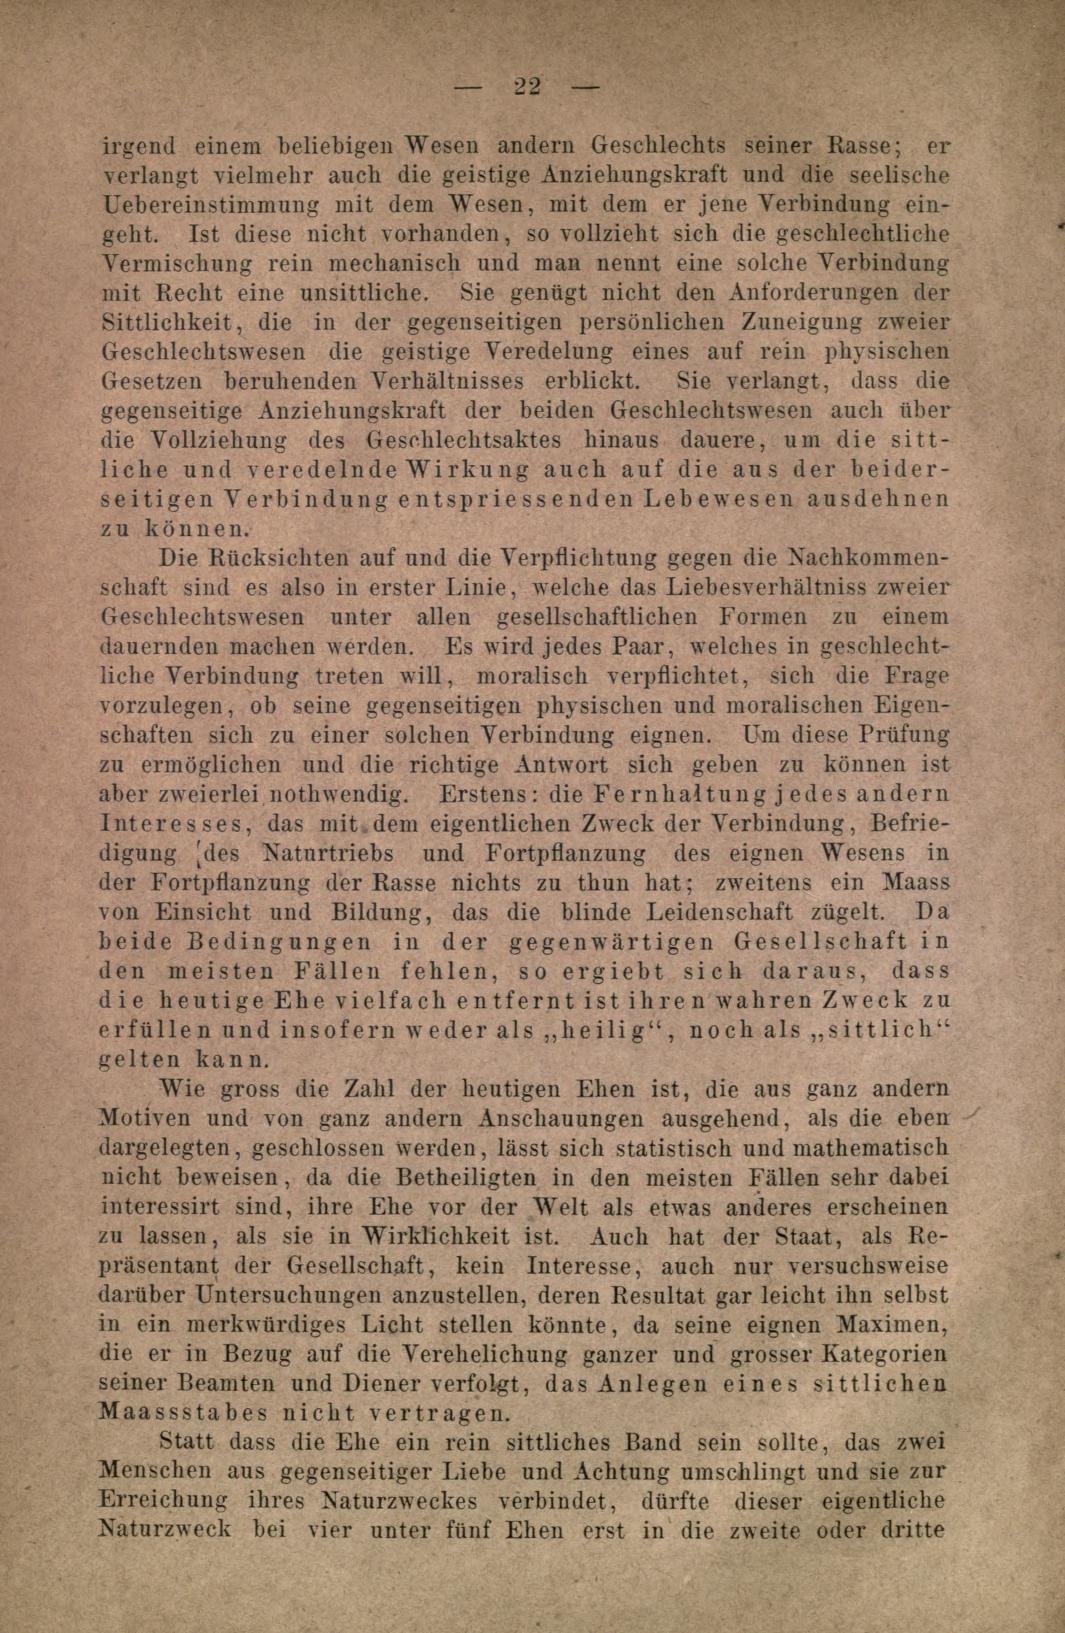 — 22 —
irgend einem beliebigen Wesen andern Geschlechts seiner Rasse; er
verlangt vielmehr auch die geistige Anziehungskraft und die seelische
Uebereinstimmung mit dem Wesen, mit dem er jene Verbindung ein-
geht. Ist diese nicht vorhanden, so vollzieht sich die geschlechtliche
Vermischung rein mechanisch und man nennt eine solche Verbindung
mit Recht eine unsittliche. Sie genügt nicht den Anforderungen der
Sittlichkeit, die in der gegenseitigen persönlichen Zuneigung zweier
Geschlechtswesen die geistige Veredelung eines auf rein physischen
Gesetzen beruhenden Verhältnisses erblickt. Sie verlangt, dass die
gegenseitige Anziehungskraft der beiden Geschlechtswesen auch über
die Vollziehung des Geschlechtsaktes hinaus dauere, um die sitt-
liche und veredelnde Wirkung auch auf die aus der beider-
seitigen Verbindung entspriessenden Lebewesen ausdehnen
zu können.
Die Rücksichten auf und die Verpflichtung gegen die Nachkommen-
schaft sind es also in erster Linie, welche das Liebesverhältniss zweier
Geschlechtswesen unter allen gesellschaftlichen Formen zu einem
dauernden machen werden. Es wird jedes Paar, welches in geschlecht-
liche Verbindung treten will, moralisch verpflichtet, sich die Frage
vorzulegen, ob seine gegenseitigen physischen und moralischen Eigen-
schaften sich zu einer solchen Verbindung eignen. Um diese Prüfung
zu ermöglichen und die richtige Antwort sich geben zu können ist
aber zweierlei nothwendig. Erstens: die Fernhaltung jedes andern
Interesses, das mit dem eigentlichen Zweck der Verbindung, Befrie-
digung des Naturtriebs und Fortpflanzung des eignen Wesens in
der Fortpflanzung der Rasse nichts zu thun hat; zweitens ein Maass
von Einsicht und Bildung, das die blinde Leidenschaft zügelt. Da
beide Bedingungen in der gegenwärtigen Gesellschaft in
den meisten Fällen fehlen, so ergiebt sich daraus, dass
die heutige Ehe vielfach entfernt ist ihren wahren Zweck zu
erfüllen und insofern weder als „heilig“, noch als „sittlich“
gelten kann.
Wie gross die Zahl der heutigen Ehen ist, die aus ganz andern
Motiven und von ganz andern Anschauungen ausgehend, als die eben
dargelegten, geschlossen werden, lässt sich statistisch und mathematisch
nicht beweisen, da die Betheiligten in den meisten Fällen sehr dabei
interessirt sind, ihre Ehe vor der Welt als etwas anderes erscheinen
zu lassen, als sie in Wirklichkeit ist. Auch hat der Staat, als Re-
präsentant der Gesellschaft, kein Interesse, auch nur versuchsweise
darüber Untersuchungen anzustellen, deren Resultat gar leicht ihn selbst
in ein merkwürdiges Licht stellen könnte, da seine eignen Maximen,
die er in Bezug auf die Verehelichung ganzer und grosser Kategorien
seiner Beamten und Diener verfolgt, das Anlegen eines sittlichen
Maassstabes nicht vertragen.
Statt dass die Ehe ein rein sittliches Band sein sollte, das zwei
Menschen aus gegenseitiger Liebe und Achtung umschlingt und sie zur
Erreichung ihres Naturzweckes verbindet, dürfte dieser eigentliche
Naturzweck bei vier unter fünf Ehen erst in die zweite oder dritte